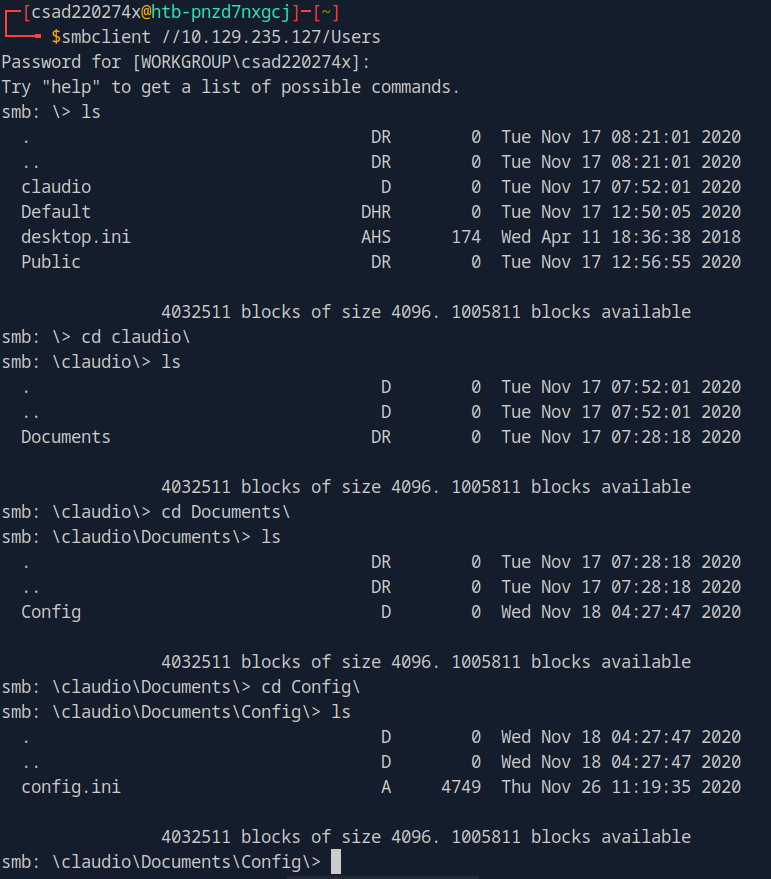 ┌─[csad220274x@htb-pnzd7nxgcj]─[~]
└──╼ $smbclient //10.129.235.127/Users
Password for [WORKGROUP\csad220274x]:
Try "help" to get a list of possible commands.
smb: \> ls
  .                                  DR        0  Tue Nov 17 08:21:01 2020
  ..                                 DR        0  Tue Nov 17 08:21:01 2020
  claudio                             D        0  Tue Nov 17 07:52:01 2020
  Default                           DHR        0  Tue Nov 17 12:50:05 2020
  desktop.ini                       AHS      174  Wed Apr 11 18:36:38 2018
  Public                             DR        0  Tue Nov 17 12:56:55 2020

                4032511 blocks of size 4096. 1005811 blocks available
smb: \> cd claudio\
smb: \claudio\> ls
  .                                   D        0  Tue Nov 17 07:52:01 2020
  ..                                  D        0  Tue Nov 17 07:52:01 2020
  Documents                          DR        0  Tue Nov 17 07:28:18 2020

                4032511 blocks of size 4096. 1005811 blocks available
smb: \claudio\> cd Documents\
smb: \claudio\Documents\> ls
  .                                  DR        0  Tue Nov 17 07:28:18 2020
  ..                                 DR        0  Tue Nov 17 07:28:18 2020
  Config                              D        0  Wed Nov 18 04:27:47 2020

                4032511 blocks of size 4096. 1005811 blocks available
smb: \claudio\Documents\> cd Config\
smb: \claudio\Documents\Config\> ls
  .                                   D        0  Wed Nov 18 04:27:47 2020
  ..                                  D        0  Wed Nov 18 04:27:47 2020
  config.ini                          A     4749  Thu Nov 26 11:19:35 2020

                4032511 blocks of size 4096. 1005811 blocks available
smb: \claudio\Documents\Config\>